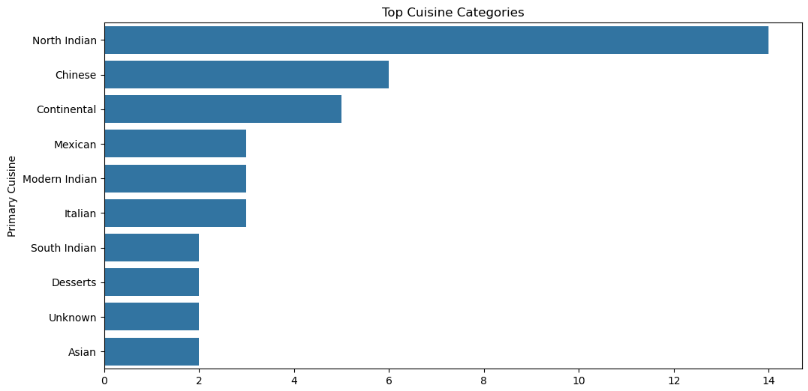 Top Cuisine Categories
Primary Cuisine
North Indian
Chinese
Continental
Mexican
Modern Indian
Italian
South Indian
Desserts
Unknown
Asian
0 2 4 6 8 10 12 14